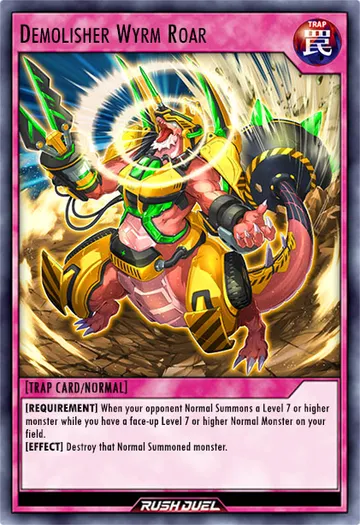 DEMOLISHER WYRM ROAR
TRAP
罠
[TRAP CARD/NORMAL]
[REQUIREMENT] When your opponent Normal Summons a Level 7 or higher
monster while you have a face-up Level 7 or higher Normal Monster on your
field.
[EFFECT] Destroy that Normal Summoned monster.
RUSH DUEL